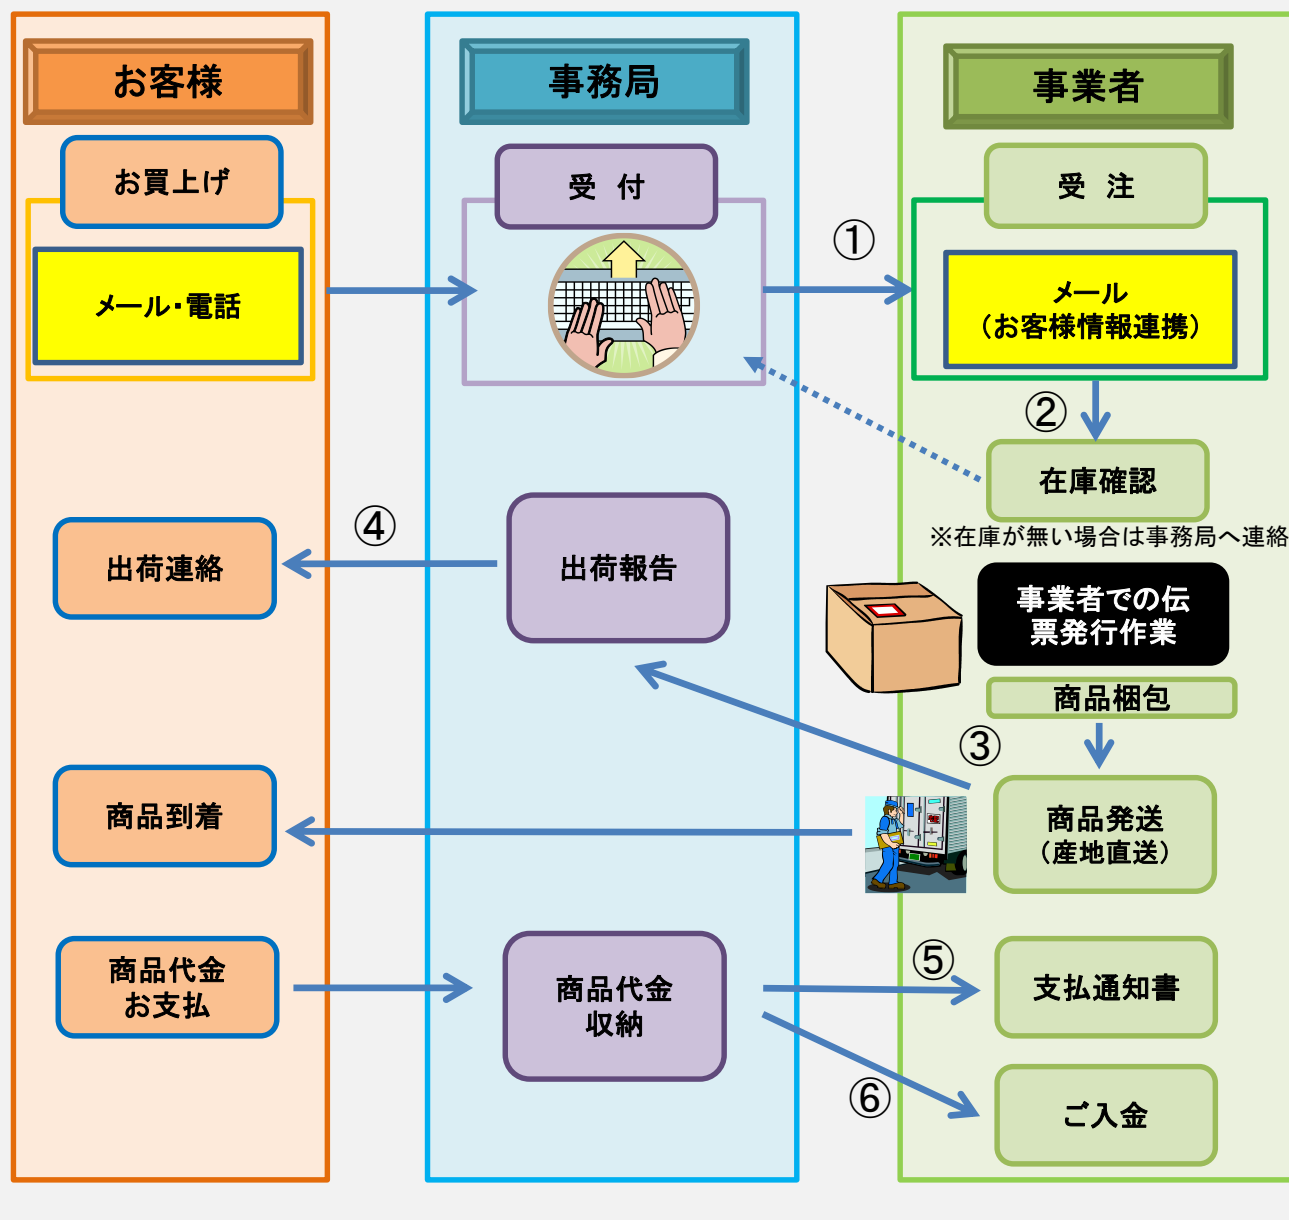 お客様
事務局
事業者
お買上げ
受 付
受 注
①
メール・電話
メール
（お客様情報連携）
②
在庫確認
※在庫が無い場合は事務局へ連絡
④
出荷連絡
出荷報告
事業者での伝
票発行作業
商品梱包
③
商品到着
商品発送
（産地直送）
商品代金
お支払
商品代金
収納
⑤
支払通知書
⑥
ご入金